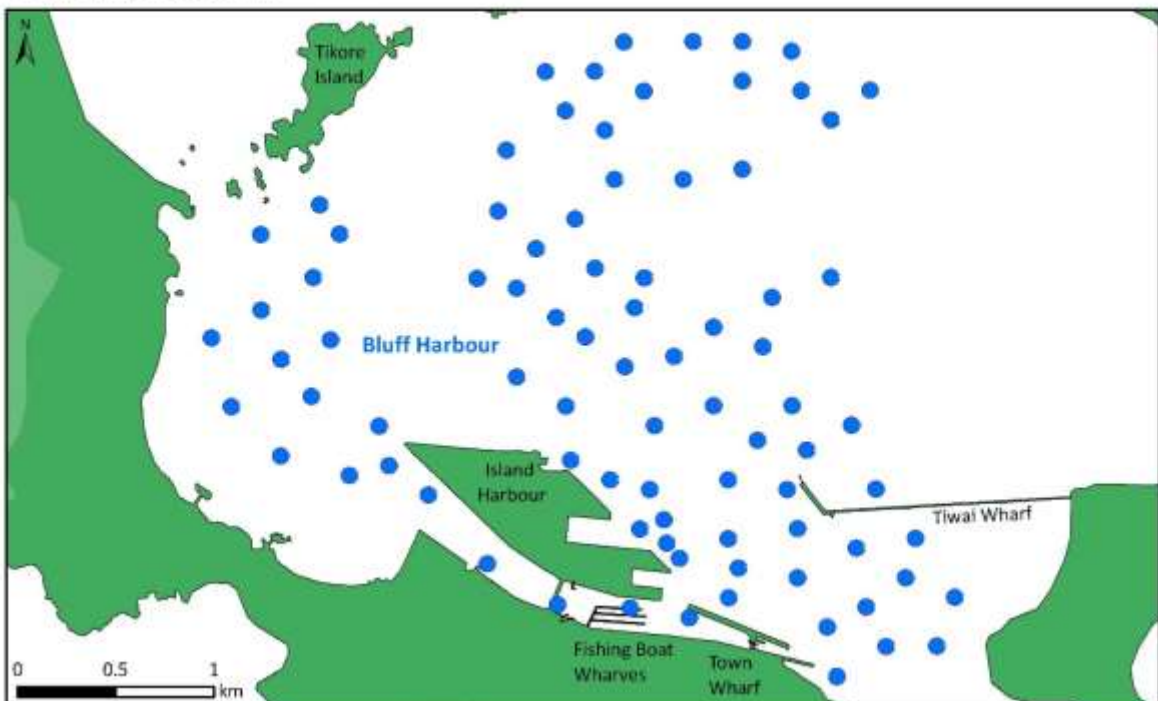 N
Tikore
Island
Bluff Harbour
Island
Harbour
Tiwai Wharf
Fishing Boat
Wharves
Town
Wharf
0 0.5 1
km